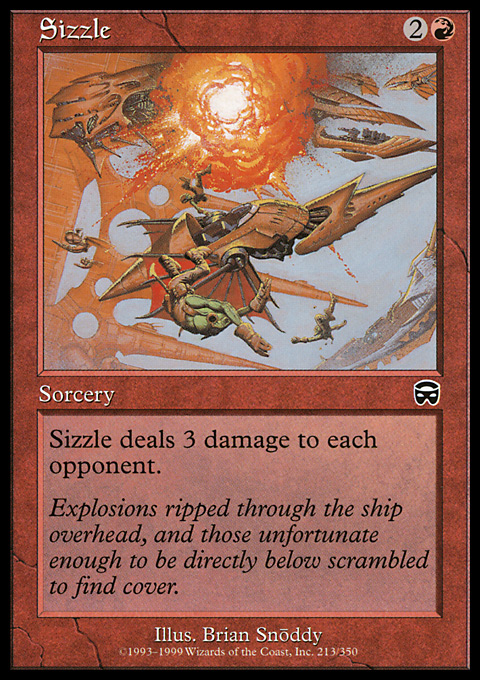 Sizzle 2
Sorcery
Sizzle deals 3 damage to each
opponent.
Explosions ripped through the ship
overhead, and those unfortunate
enough to be directly below scrambled
to find cover.
Illus. Brian Snōddy
©1993–1999 Wizards of the Coast, Inc. 213/350